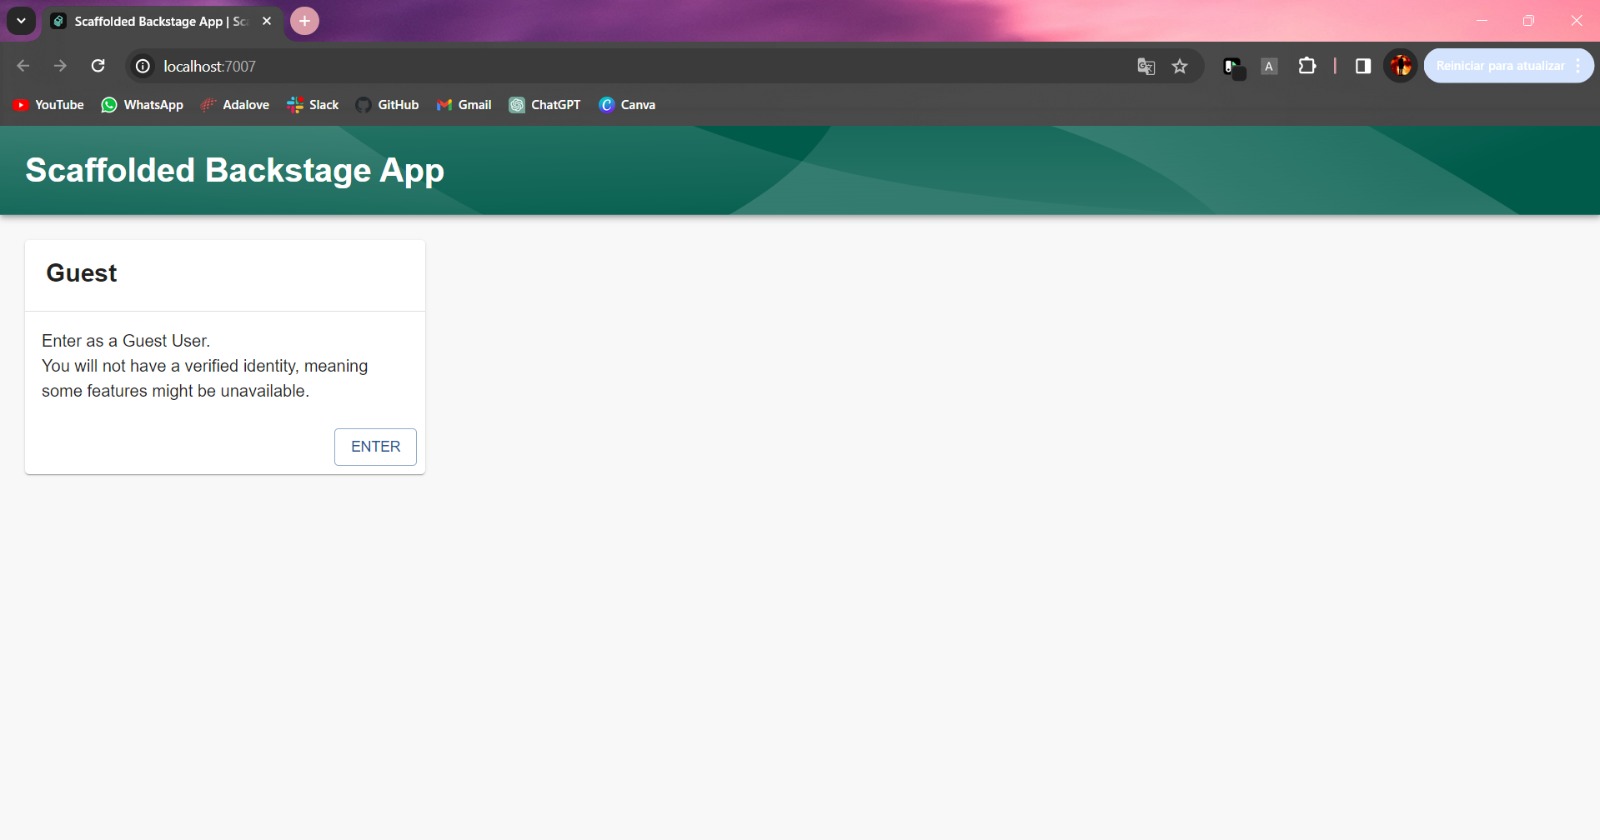 Scaffolded Backstage App | Sc
localhost:7007
A
Reiniciar para atualizar
YouTube
WhatsApp
Adalove
Slack
GitHub
Gmail
ChatGPT
Canva
Scaffolded Backstage App
Guest
Enter as a Guest User.
You will not have a verified identity, meaning
some features might be unavailable.
ENTER